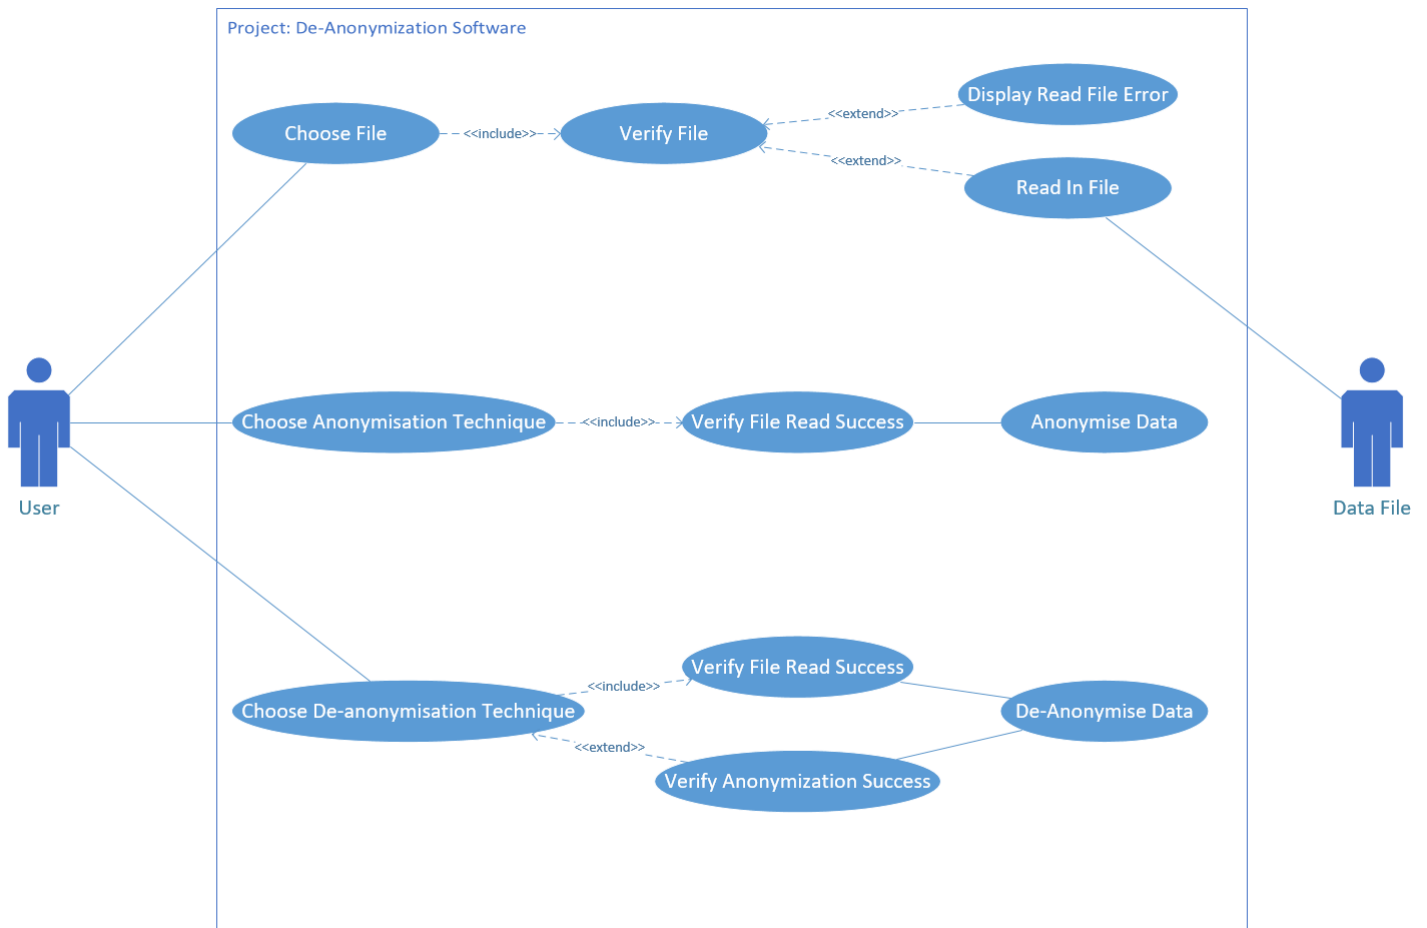 Project: De-Anonymization Software
Display Read File Error
<<extend>>
Choose File
<<include>>
Verify File
<<extend>>
Read In File
Choose Anonymisation Technique
<<include>>
Verify File Read Success
Anonymise Data
User
Data File
Verify File Read Success
<<include>>
Choose De-anonymisation Technique
De-Anonymise Data
<<extend>>
Verify Anonymization Success